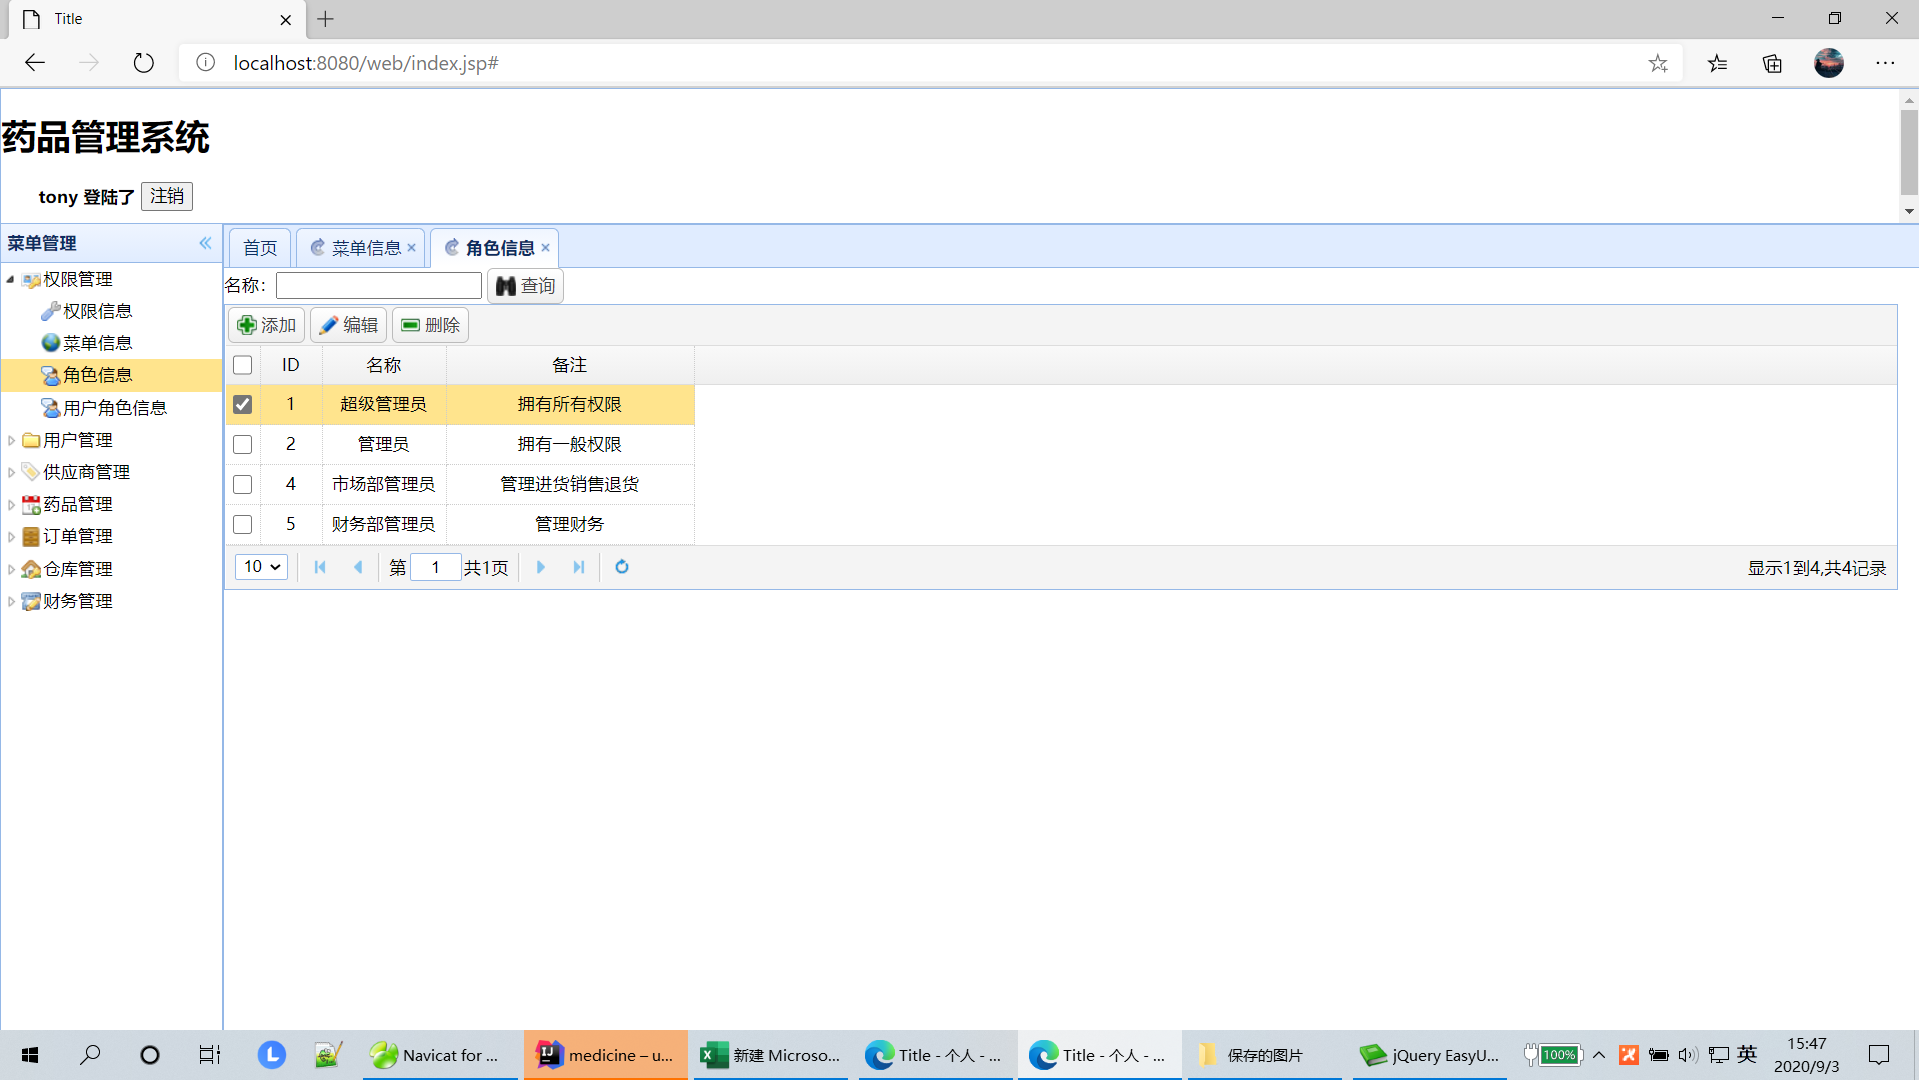 Title
localhost:8080/web/index.jsp#
药品管理系统
tony 登陆了 注销
菜单管理
权限管理
权限信息
菜单信息
角色信息
用户角色信息
用户管理
供应商管理
药品管理
订单管理
仓库管理
财务管理
首页 菜单信息 角色信息
名称： 查询
添加 编辑 删除
ID 名称 备注
1 超级管理员 拥有所有权限
2 管理员 拥有一般权限
4 市场部管理员 管理进货销售退货
5 财务部管理员 管理财务
10 第 1 共1页 显示1到4,共4记录
L Navicat for ... medicine – u... 新建 Microso... Title - 个人 - ... Title - 个人 - ... 保存的图片 jQuery EasyU... 100% 英 15:47
2020/9/3